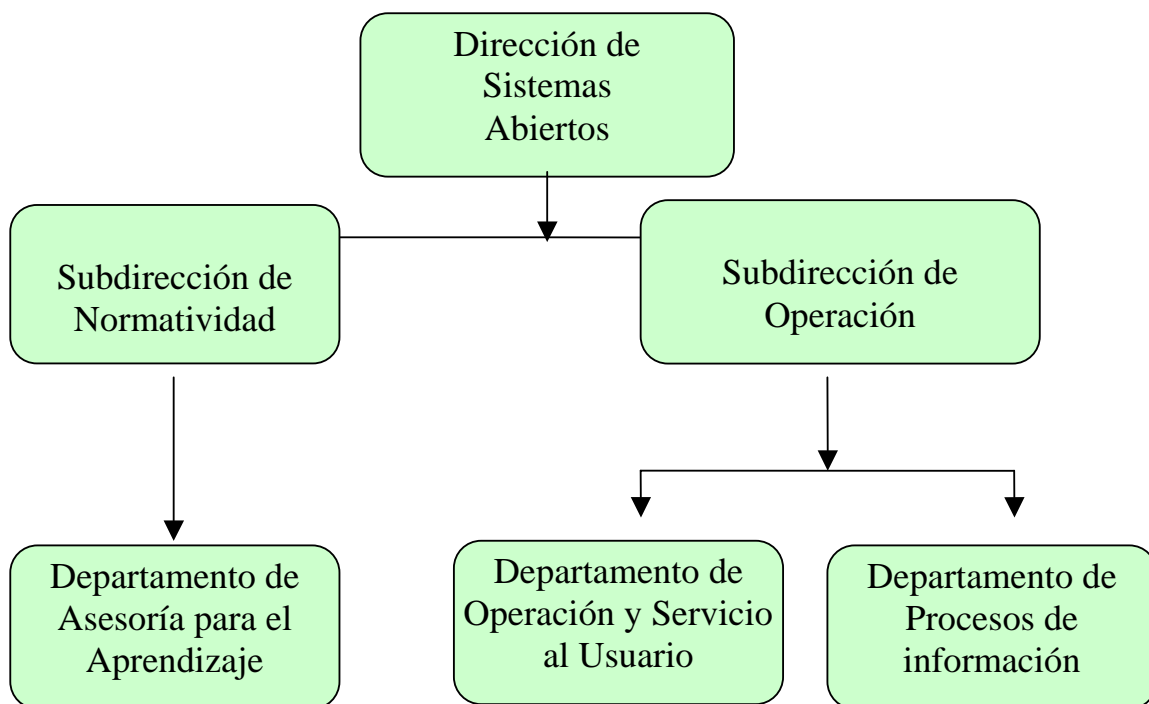 Dirección de
Sistemas
Abiertos
Subdirección de
Normatividad
Subdirección de
Operación
Departamento de
Asesoría para el
Aprendizaje
Departamento de
Operación y Servicio
al Usuario
Departamento de
Procesos de
información